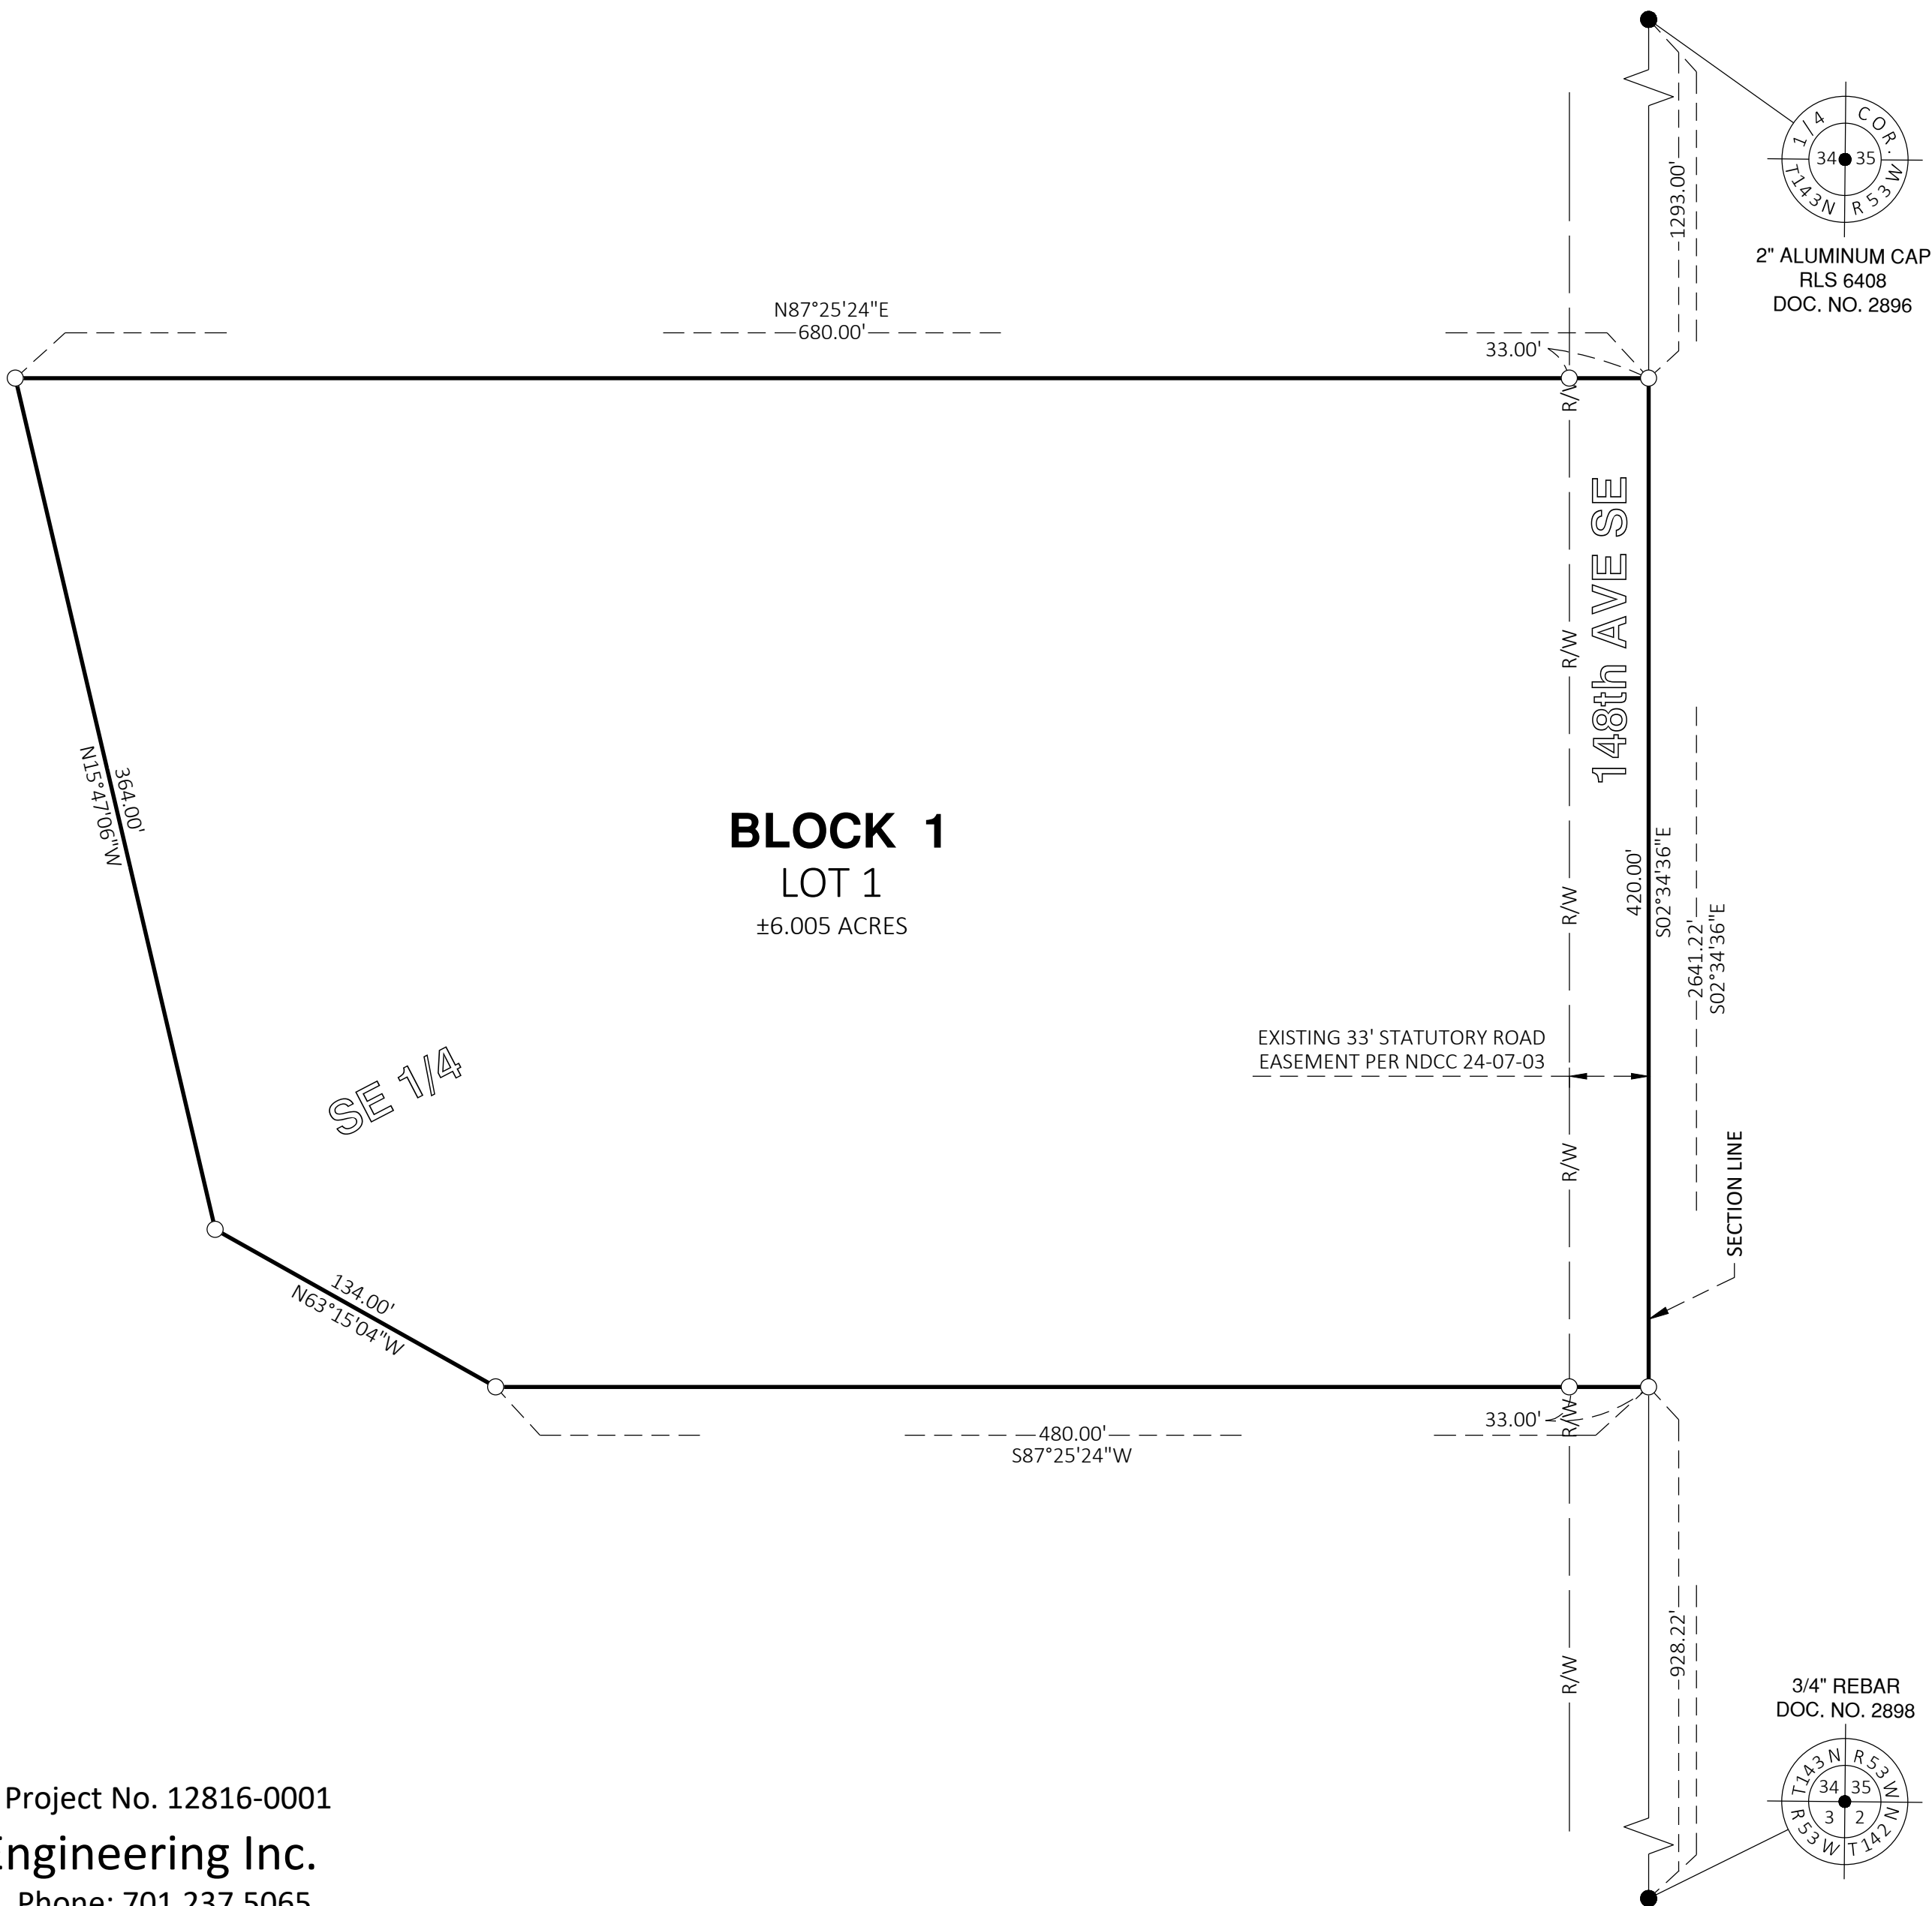 1/4 COR.
34 35
T143N R53W
2" ALUMINUM CAP
RLS 6408
DOC. NO. 2896
1293.00'
N87°25'24"E
680.00'
33.00'
R/W
148th AVE SE
R/W
364.00'
N15°47'06"W
BLOCK 1
LOT 1
±6.005 ACRES
420.00'
S02°34'36"E
2641.22'
S02°34'36"E
R/W
EXISTING 33' STATUTORY ROAD
EASEMENT PER NDCC 24-07-03
SE 1/4
R/W
SECTION LINE
134.00'
N63°15'04"W
33.00'
R/W
480.00'
S87°25'24"W
928.22'
R/W
3/4" REBAR
DOC. NO. 2898
T143N R53W
34 35
3 2
R53W T142N
Project No. 12816-0001
Engineering Inc.
Phone: 701.237.5065